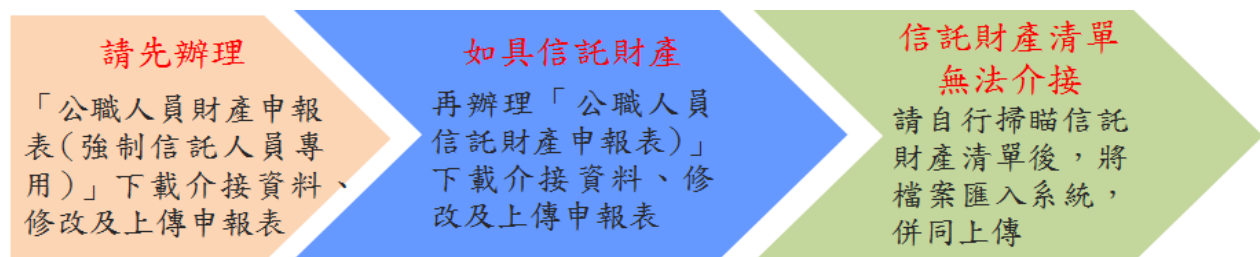 請先辦理
「公職人員財產申報
表(強制信託人員專
用)」下載介接資料、
修改及上傳申報表
如具信託財產
再辦理「公職人員
信託財產申報表)」
下載介接資料、修
改及上傳申報表
信託財產清單
無法介接
請自行掃瞄信託
財產清單後，將
檔案匯入系統，
併同上傳